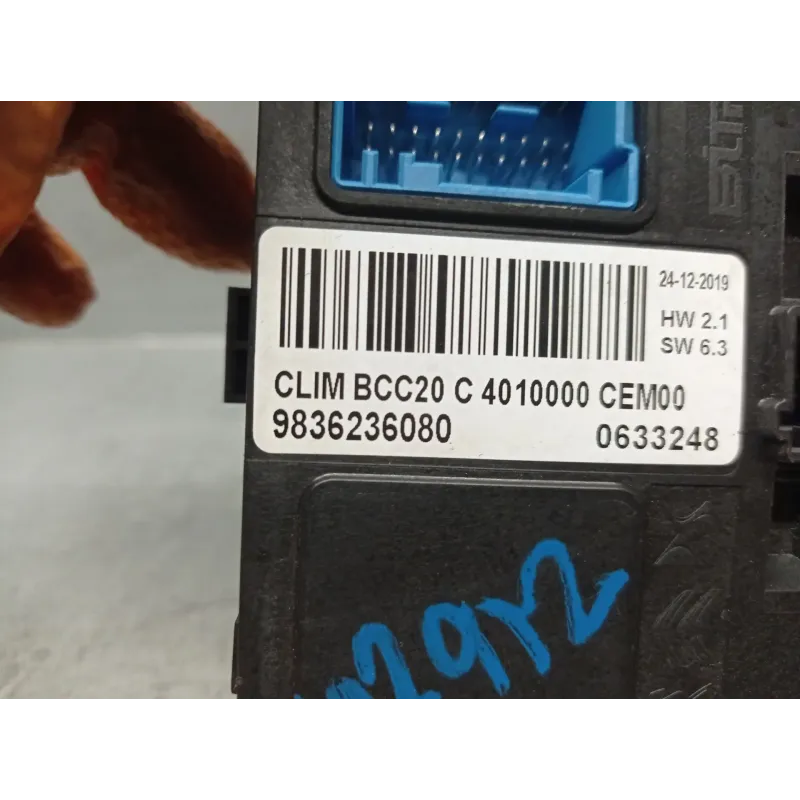 24-12-2019
HW 2.1
SW 6.3
CLIM BCC20 C 4010000 CEM00
9836236080 0633248